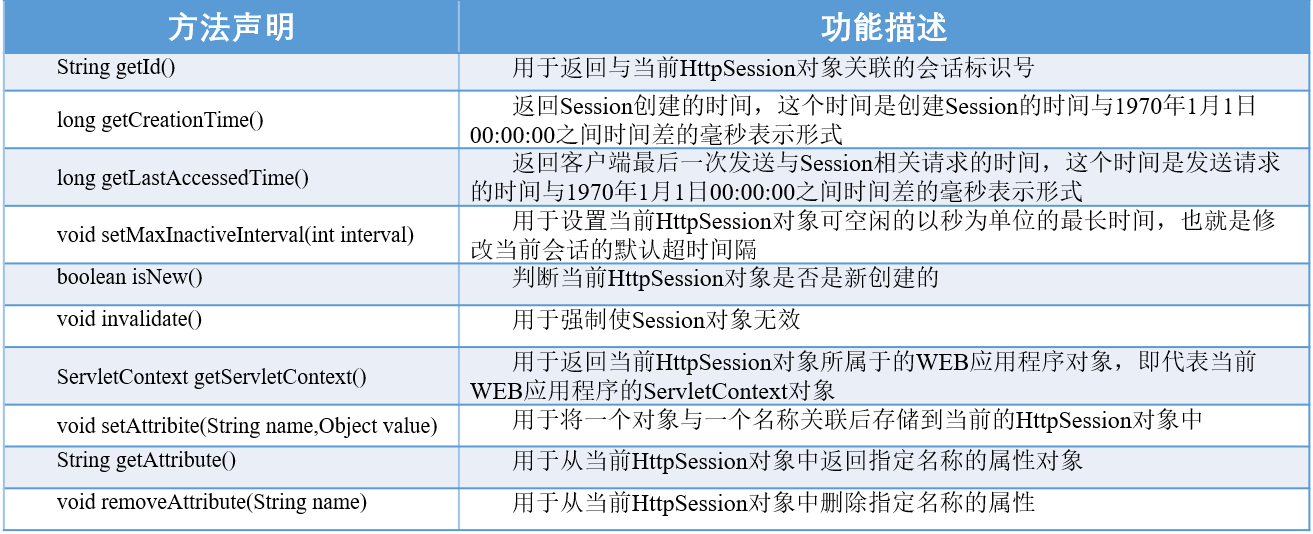 方法声明
功能描述
String getId()
用于返回与当前HttpSession对象关联的会话标识号
long getCreationTime()
返回Session创建的时间，这个时间是创建Session的时间与1970年1月1日
00:00:00之间时间差的毫秒表示形式
long getLastAccessedTime()
返回客户端最后一次发送与Session相关请求的时间，这个时间是发送请求
的时间与1970年1月1日00:00:00之间时间差的毫秒表示形式
void setMaxInactiveInterval(int interval)
用于设置当前HttpSession对象可空闲的以秒为单位的最长时间，也就是修
改当前会话的默认超时间隔
boolean isNew()
判断当前HttpSession对象是否是新创建的
void invalidate()
用于强制使Session对象无效
ServletContext getServletContext()
用于返回当前HttpSession对象所属于的WEB应用程序对象，即代表当前
WEB应用程序的ServletContext对象
void setAttribite(String name,Object value)
用于将一个对象与一个名称关联后存储到当前的HttpSession对象中
String getAttribute()
用于从当前HttpSession对象中返回指定名称的属性对象
void removeAttribute(String name)
用于从当前HttpSession对象中删除指定名称的属性